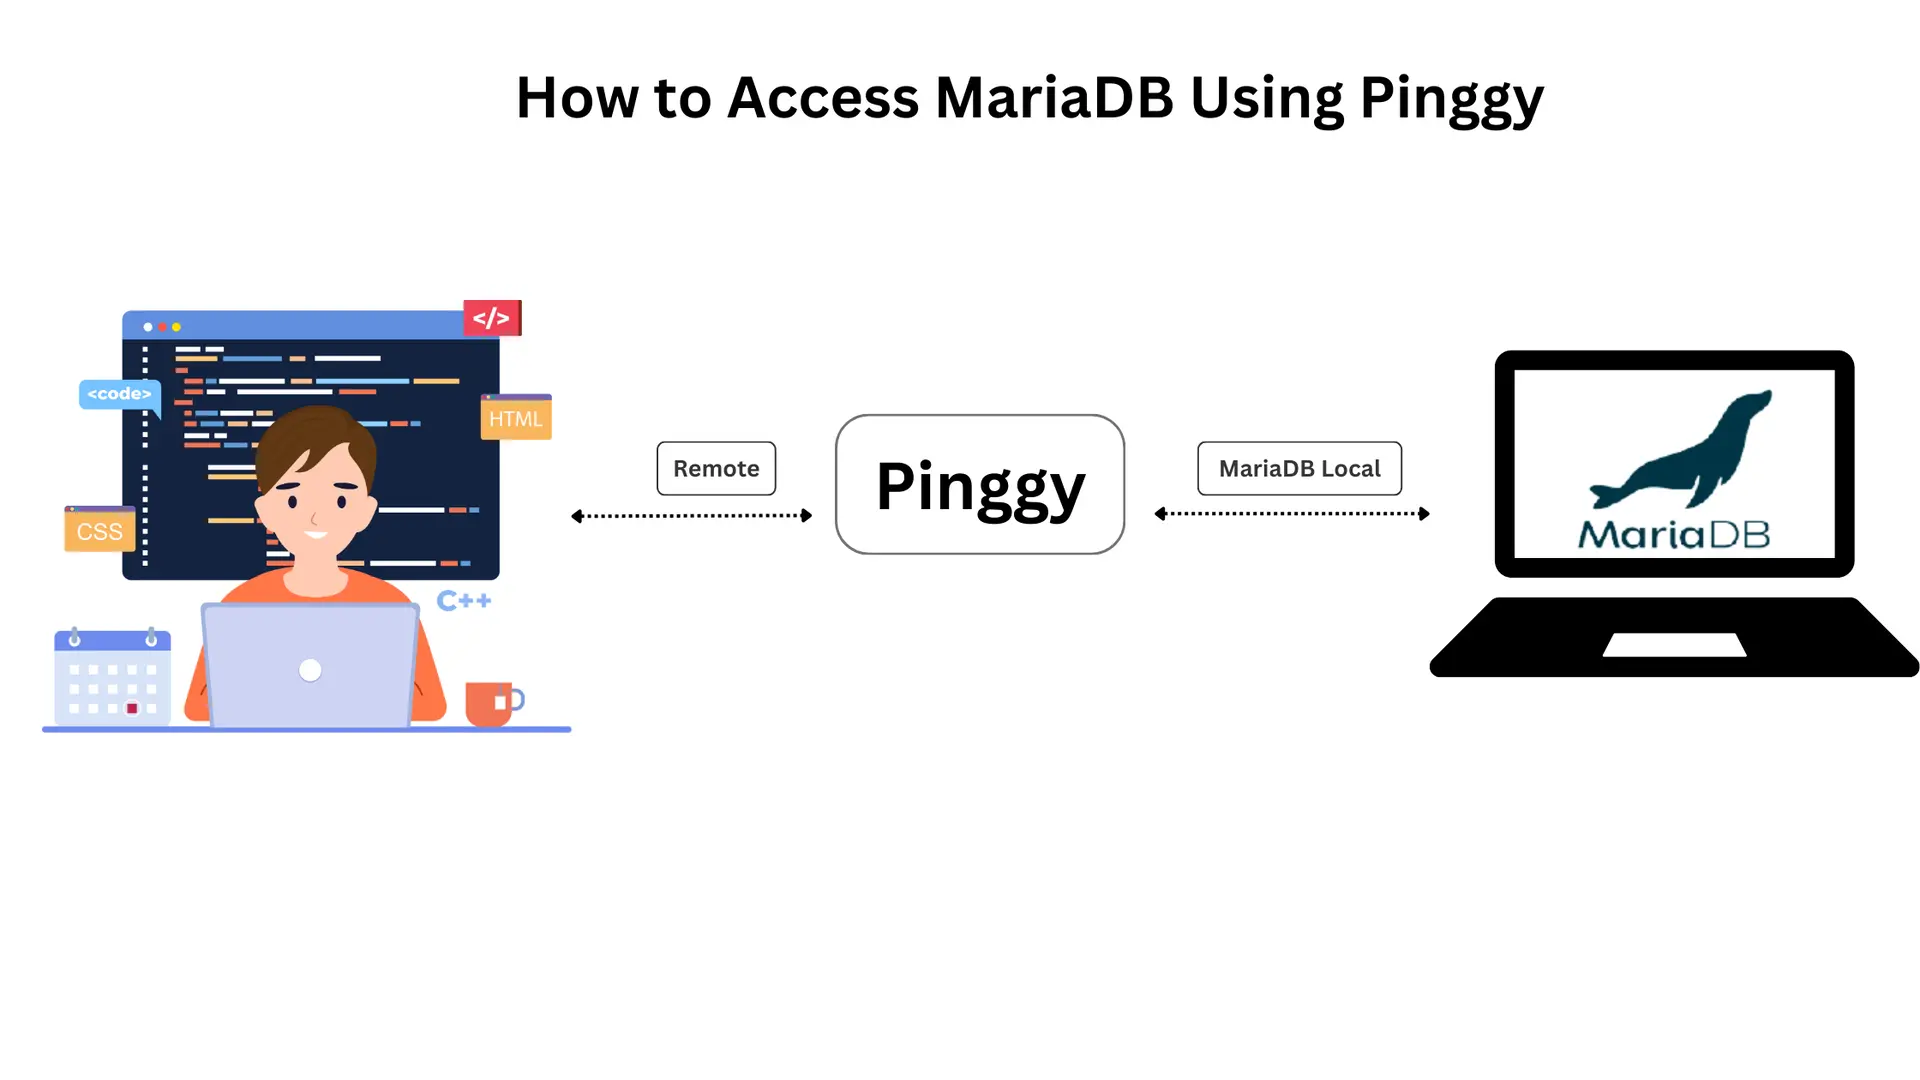 How to Access MariaDB Using Pinggy
</>
<code>
HTML
CSS
C++
Remote
Pinggy
MariaDB Local
MariaDB